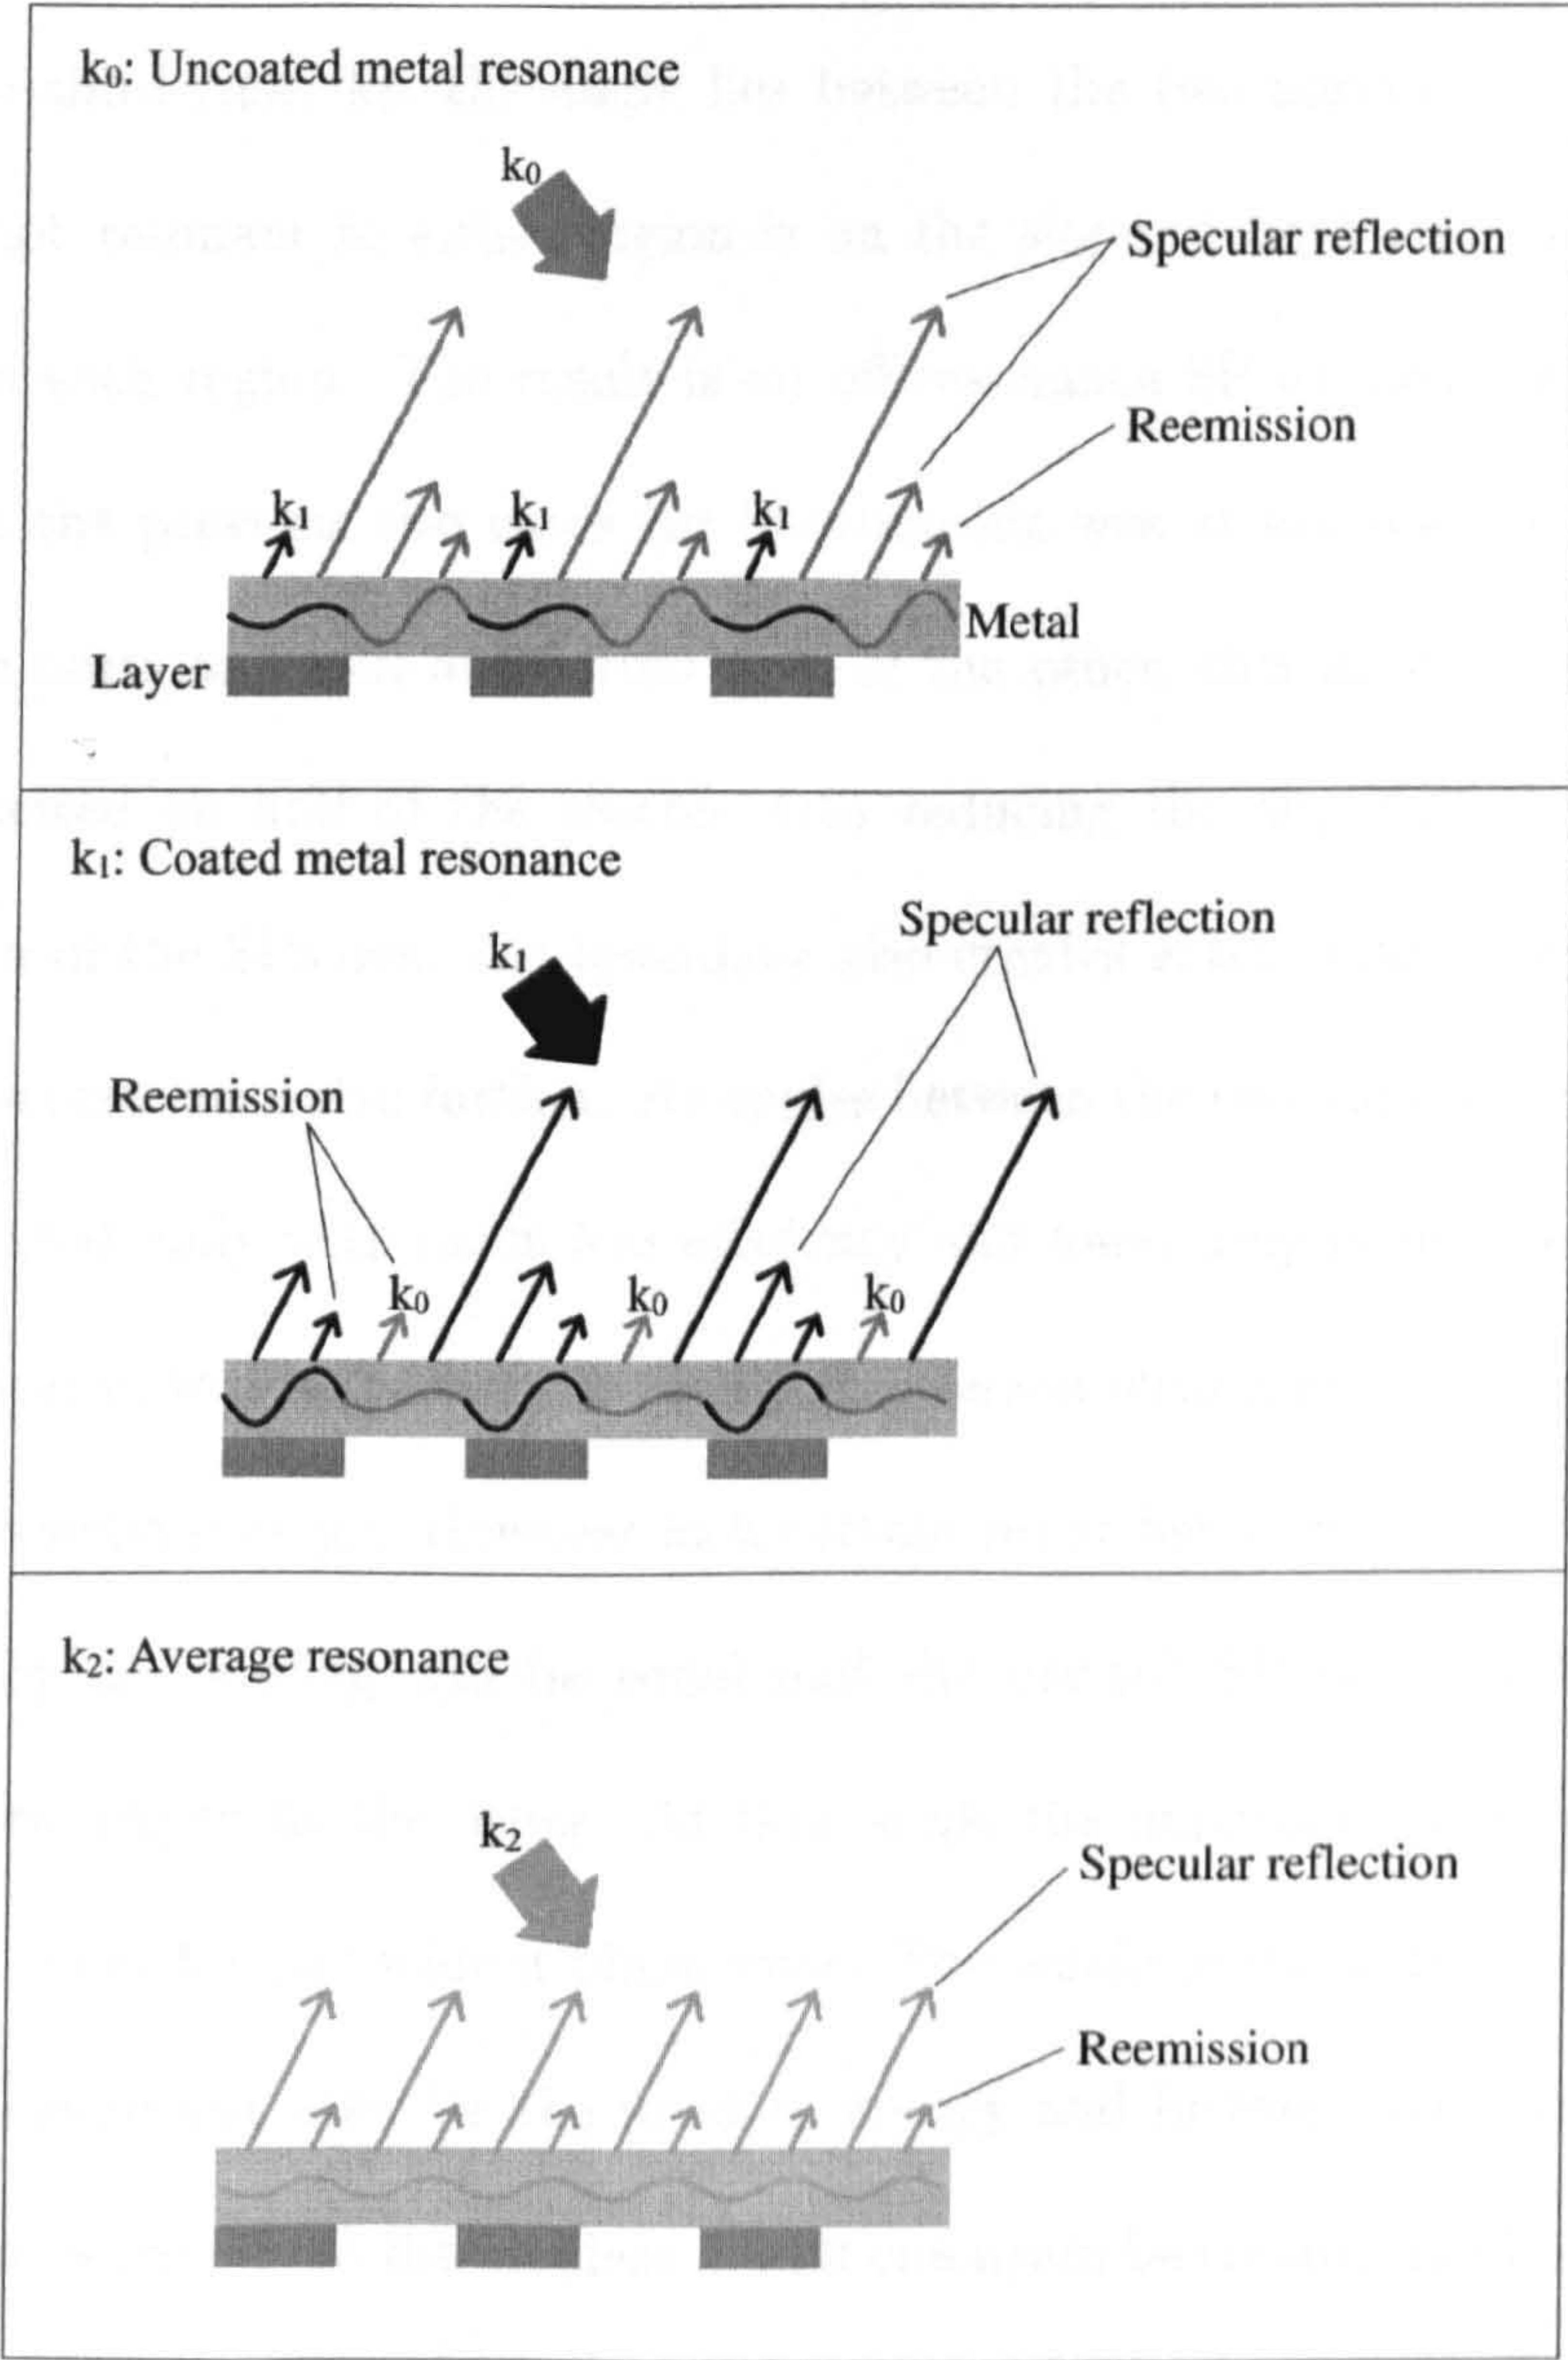 k₀: Uncoated metal resonance
k₀
Specular reflection
Reemission
k₁ k₁ k₁
Metal
Layer
k₁: Coated metal resonance
Specular reflection
k₁
Reemission
k₀ k₀ k₀
k₂: Average resonance
k₂
Specular reflection
Reemission